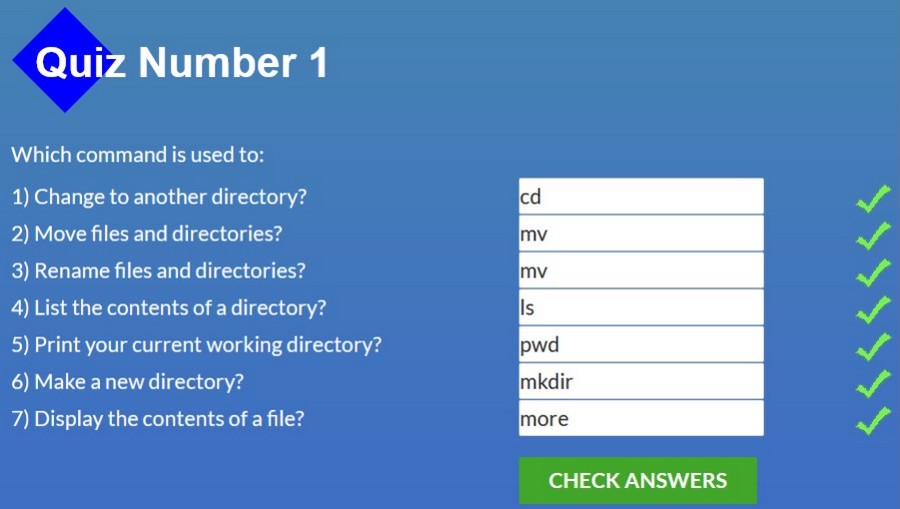 Quiz Number 1
Which command is used to:
1) Change to another directory? cd
2) Move files and directories? mv
3) Rename files and directories? mv
4) List the contents of a directory? ls
5) Print your current working directory? pwd
6) Make a new directory? mkdir
7) Display the contents of a file? more
CHECK ANSWERS